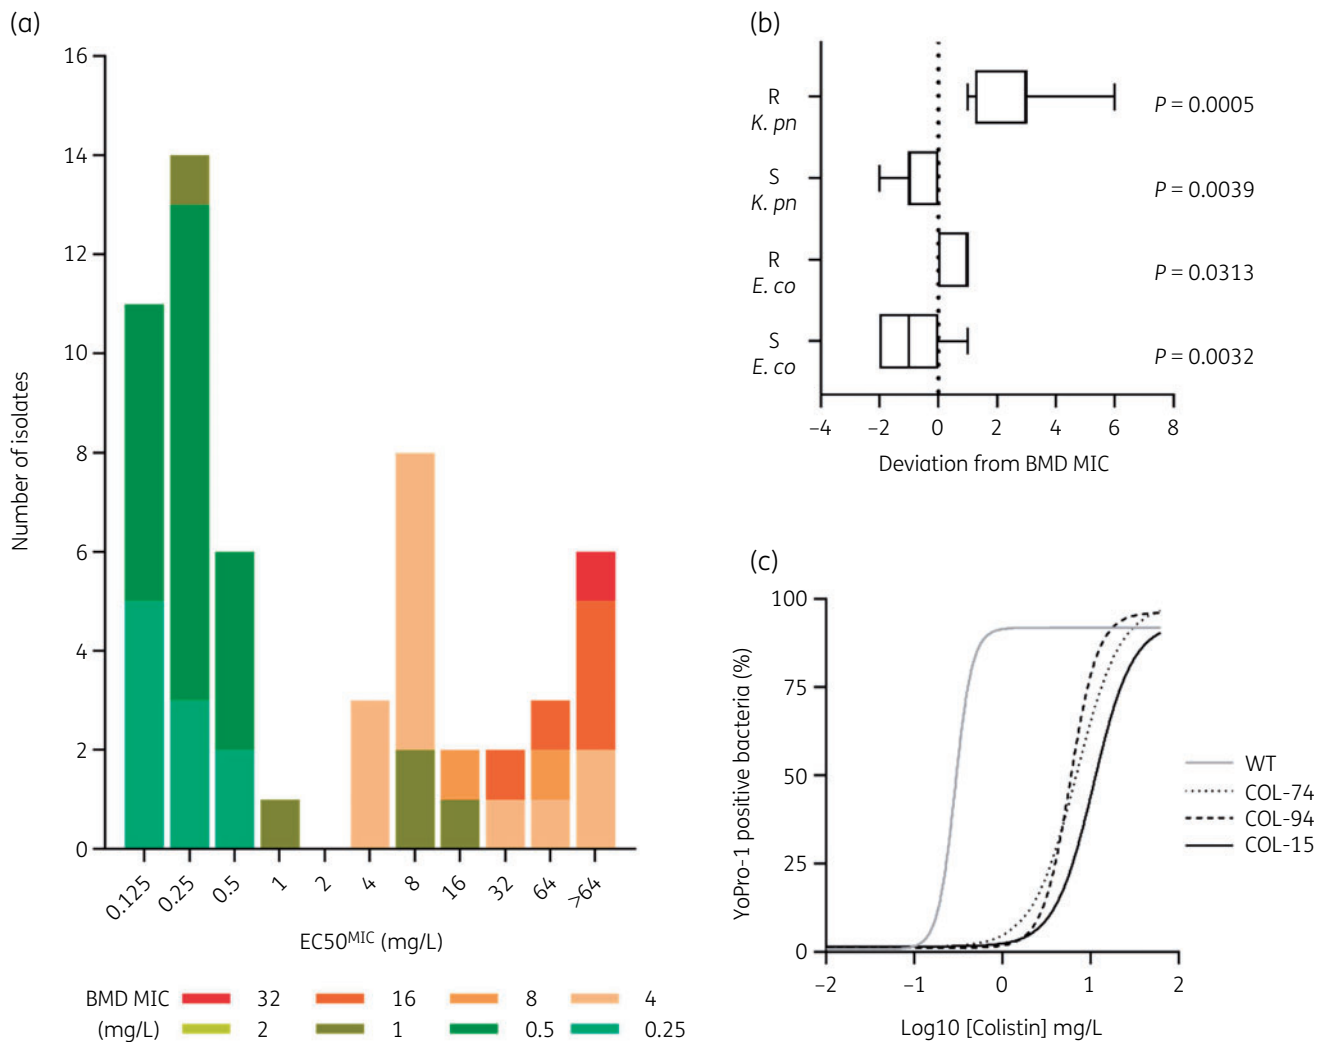 (a)
16
14
12
10
8
6
4
2
0
Number of isolates
0.125 0.25 0.5 1 2 4 8 16 32 64 >64
EC50MIC (mg/L)
BMD MIC 32 16 8 4
(mg/L) 2 1 0.5 0.25
(b)
R
K. pn
P = 0.0005
S
K. pn
P = 0.0039
R
E. co
P = 0.0313
S
E. co
P = 0.0032
–4 –2 0 2 4 6 8
Deviation from BMD MIC
(c)
100
75
50
25
0
YoPro-1 positive bacteria (%)
–2 –1 0 1 2
Log10 [Colistin] mg/L
WT
COL-74
COL-94
COL-15